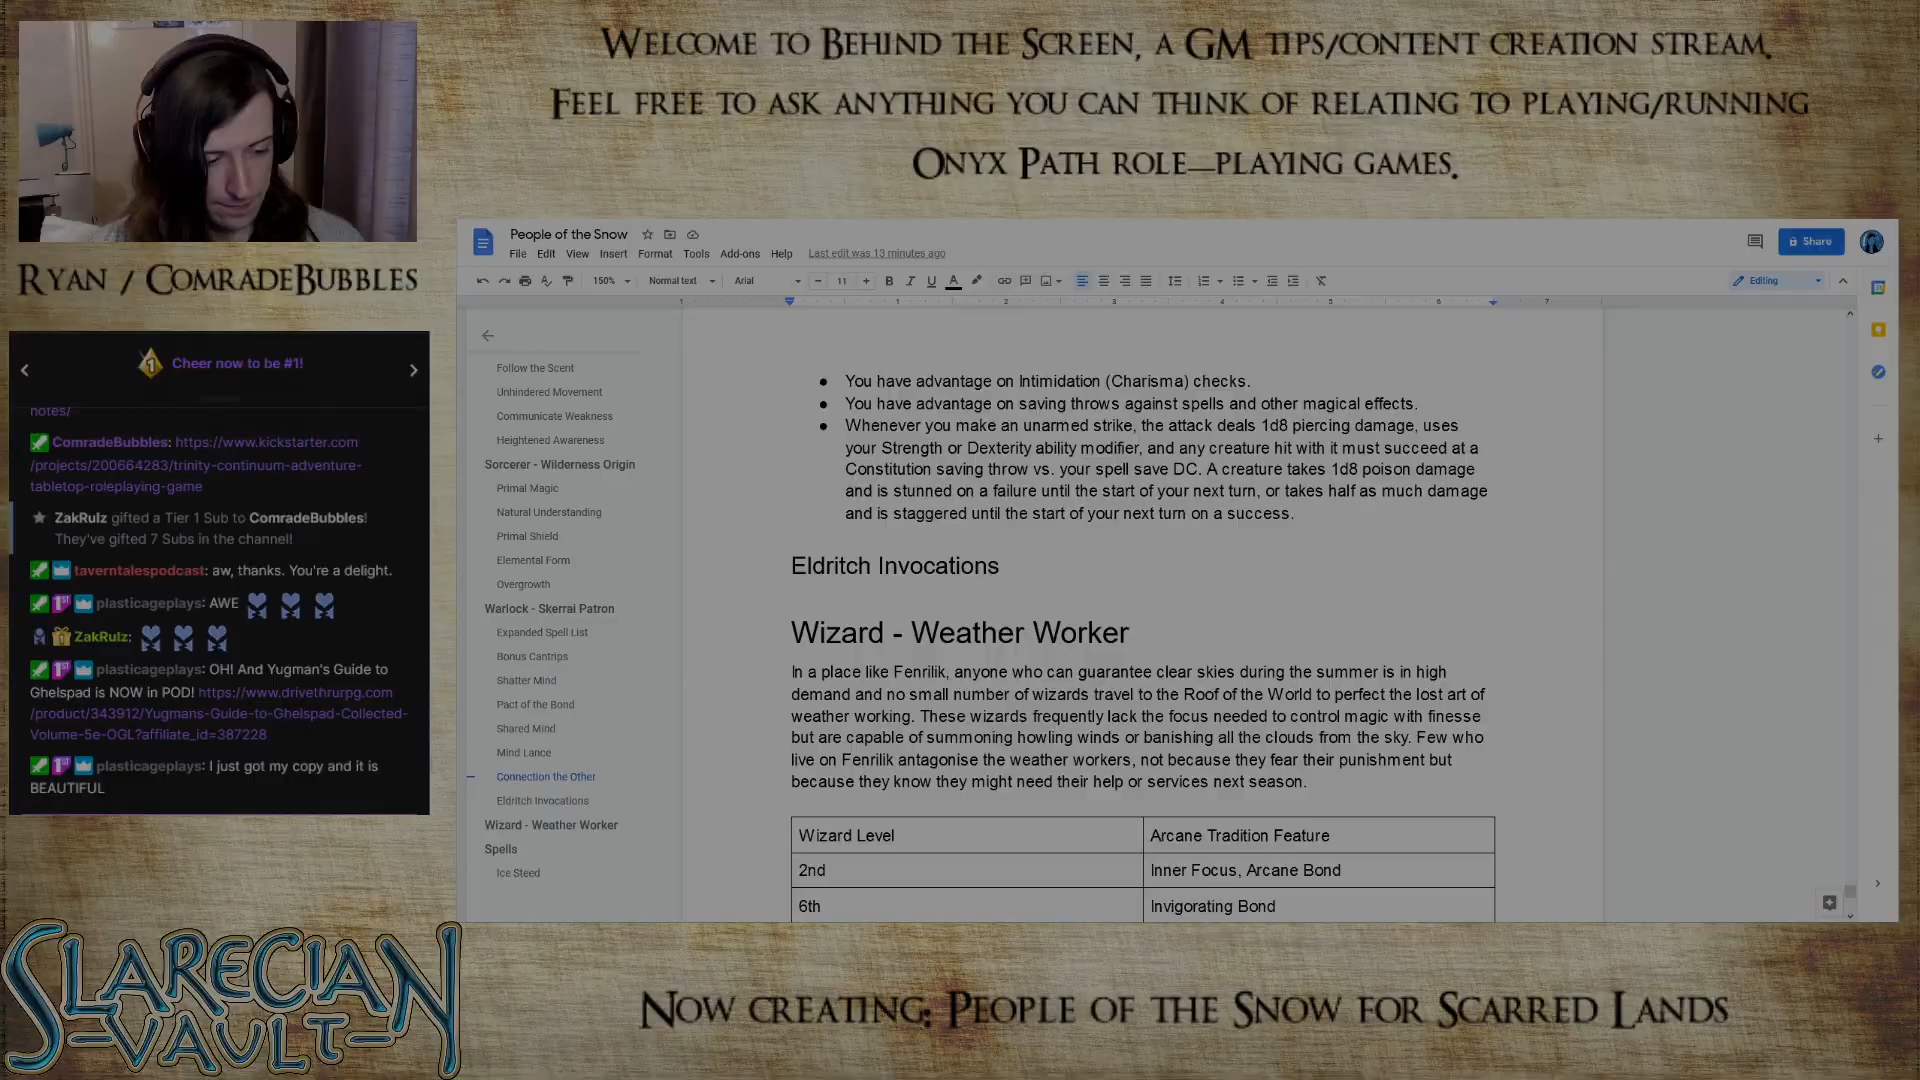 WELCOME TO BEHIND THE SCREEN, A GM TIPS/CONTENT CREATION STREAM.
FEEL FREE TO ASK ANYTHING YOU CAN THINK OF RELATING TO PLAYING/RUNNING
ONYX PATH ROLE—PLAYING GAMES.
RYAN / COMRADEBUBBLES
Cheer now to be #1!
notes/
ComradeBubbles: https://www.kickstarter.com
/projects/200664283/trinity-continuum-adventure-
tabletop-roleplaying-game
ZakRulz gifted a Tier 1 Sub to ComradeBubbles!
They've gifted 7 Subs in the channel!
taverntalespodcast: aw, thanks. You're a delight.
plasticageplays: AWE
ZakRulz:
plasticageplays: OH! And Yugman's Guide to
Ghelspad is NOW in POD! https://www.drivethrurpg.com
/product/343912/Yugmans-Guide-to-Ghelspad-Collected-
Volume-5e-OGL?affiliate_id=387228
plasticageplays: I just got my copy and it is
BEAUTIFUL
People of the Snow
File Edit View Insert Format Tools Add-ons Help Last edit was 13 minutes ago
Share
150% Normal text Arial 11 Editing
1 1 2 3 4 5 6 7
Follow the Scent
Unhindered Movement
Communicate Weakness
Heightened Awareness
Sorcerer - Wilderness Origin
Primal Magic
Natural Understanding
Primal Shield
Elemental Form
Overgrowth
Warlock - Skerrai Patron
Expanded Spell List
Bonus Cantrips
Shatter Mind
Pact of the Bond
Shared Mind
Mind Lance
Connection the Other
Eldritch Invocations
Wizard - Weather Worker
Spells
Ice Steed
● You have advantage on Intimidation (Charisma) checks.
● You have advantage on saving throws against spells and other magical effects.
● Whenever you make an unarmed strike, the attack deals 1d8 piercing damage, uses
your Strength or Dexterity ability modifier, and any creature hit with it must succeed at a
Constitution saving throw vs. your spell save DC. A creature takes 1d8 poison damage
and is stunned on a failure until the start of your next turn, or takes half as much damage
and is staggered until the start of your next turn on a success.
Eldritch Invocations
Wizard - Weather Worker
In a place like Fenrilik, anyone who can guarantee clear skies during the summer is in high
demand and no small number of wizards travel to the Roof of the World to perfect the lost art of
weather working. These wizards frequently lack the focus needed to control magic with finesse
but are capable of summoning howling winds or banishing all the clouds from the sky. Few who
live on Fenrilik antagonise the weather workers, not because they fear their punishment but
because they know they might need their help or services next season.
Wizard Level Arcane Tradition Feature
2nd Inner Focus, Arcane Bond
6th Invigorating Bond
SLARECIAN
VAULT
NOW CREATING: PEOPLE OF THE SNOW FOR SCARRED LANDS